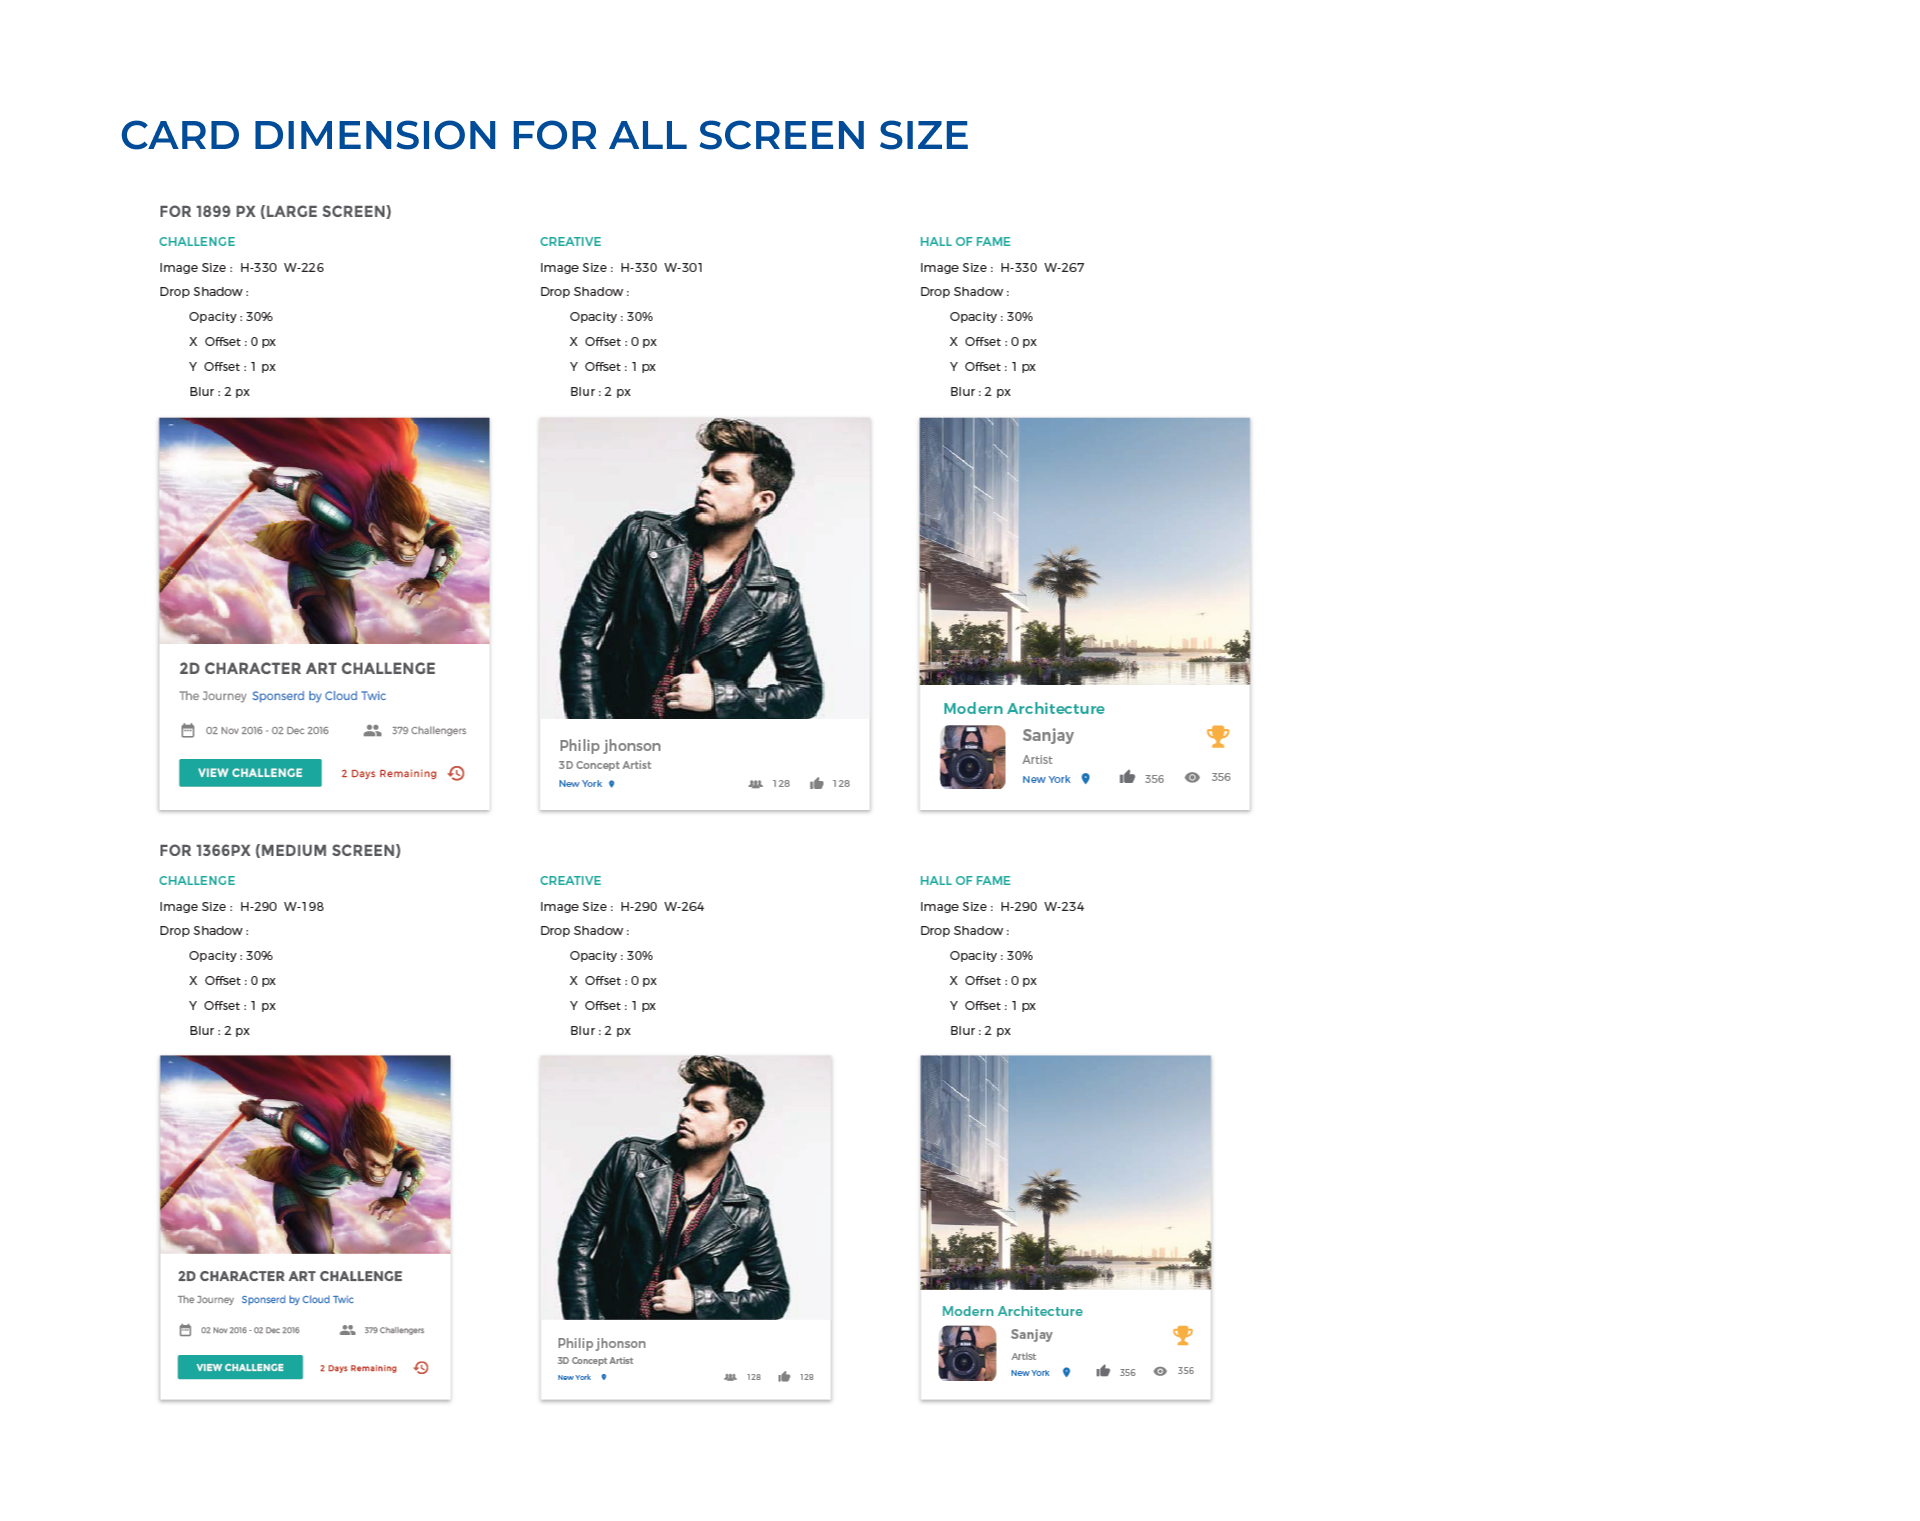 CARD DIMENSION FOR ALL SCREEN SIZE
FOR 1899 PX (LARGE SCREEN)
CHALLENGE
Image Size : H-330 W-226
Drop Shadow :
Opacity : 30%
X Offset : 0 px
Y Offset : 1 px
Blur : 2 px
2D CHARACTER ART CHALLENGE
The Journey Sponserd by Cloud Twic
02 Nov 2016 - 02 Dec 2016 379 Challengers
VIEW CHALLENGE 2 Days Remaining
CREATIVE
Image Size : H-330 W-301
Drop Shadow :
Opacity : 30%
X Offset : 0 px
Y Offset : 1 px
Blur : 2 px
Philip jhonson
3D Concept Artist
New York 128 128
HALL OF FAME
Image Size : H-330 W-267
Drop Shadow :
Opacity : 30%
X Offset : 0 px
Y Offset : 1 px
Blur : 2 px
Modern Architecture
Sanjay
Artist
New York 356 356
FOR 1366PX (MEDIUM SCREEN)
CHALLENGE
Image Size : H-290 W-198
Drop Shadow :
Opacity : 30%
X Offset : 0 px
Y Offset : 1 px
Blur : 2 px
2D CHARACTER ART CHALLENGE
The Journey Sponserd by Cloud Twic
02 Nov 2016 - 02 Dec 2016 379 Challengers
VIEW CHALLENGE 2 Days Remaining
CREATIVE
Image Size : H-290 W-264
Drop Shadow :
Opacity : 30%
X Offset : 0 px
Y Offset : 1 px
Blur : 2 px
Philip jhonson
3D Concept Artist
New York 128 128
HALL OF FAME
Image Size : H-290 W-234
Drop Shadow :
Opacity : 30%
X Offset : 0 px
Y Offset : 1 px
Blur : 2 px
Modern Architecture
Sanjay
Artist
New York 356 356